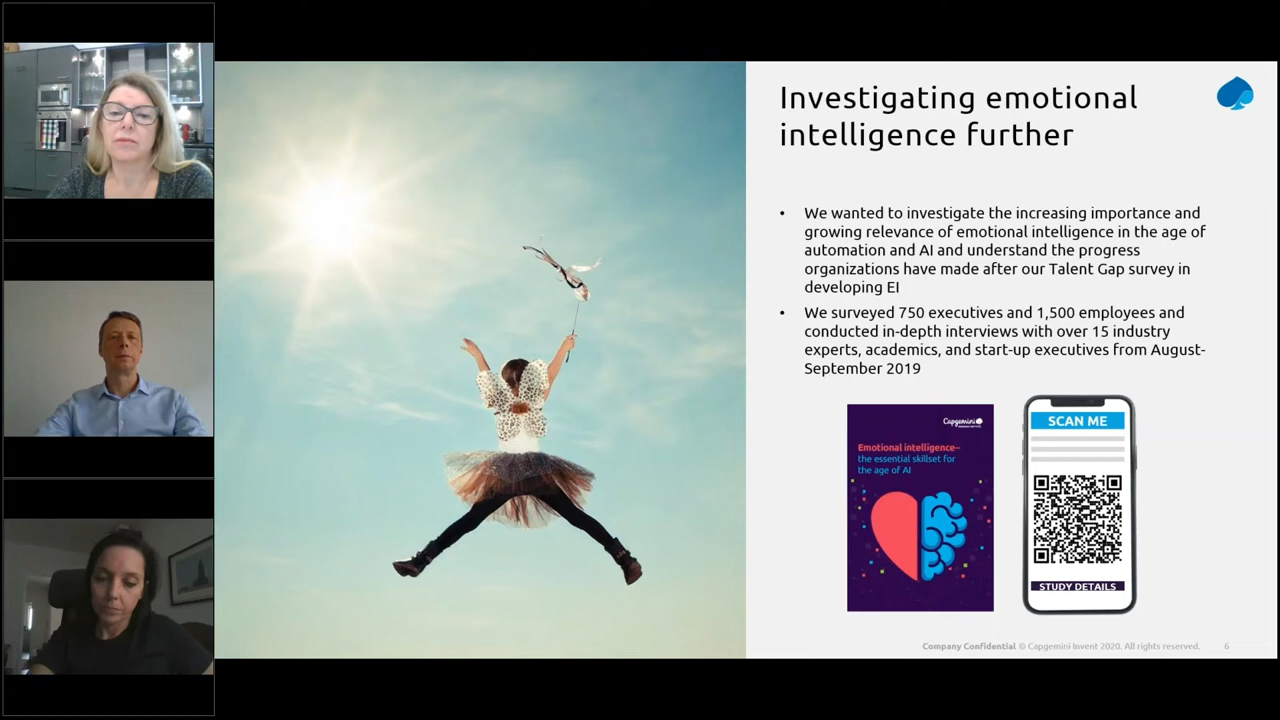 Investigating emotional
intelligence further
• We wanted to investigate the increasing importance and
growing relevance of emotional intelligence in the age of
automation and AI and understand the progress
organizations have made after our Talent Gap survey in
developing EI
• We surveyed 750 executives and 1,500 employees and
conducted in-depth interviews with over 15 industry
experts, academics, and start-up executives from August-
September 2019
Capgemini
RESEARCH INSTITUTE
Emotional intelligence–
the essential skillset for
the age of AI
SCAN ME
STUDY DETAILS
Company Confidential © Capgemini Invent 2020. All rights reserved. 6